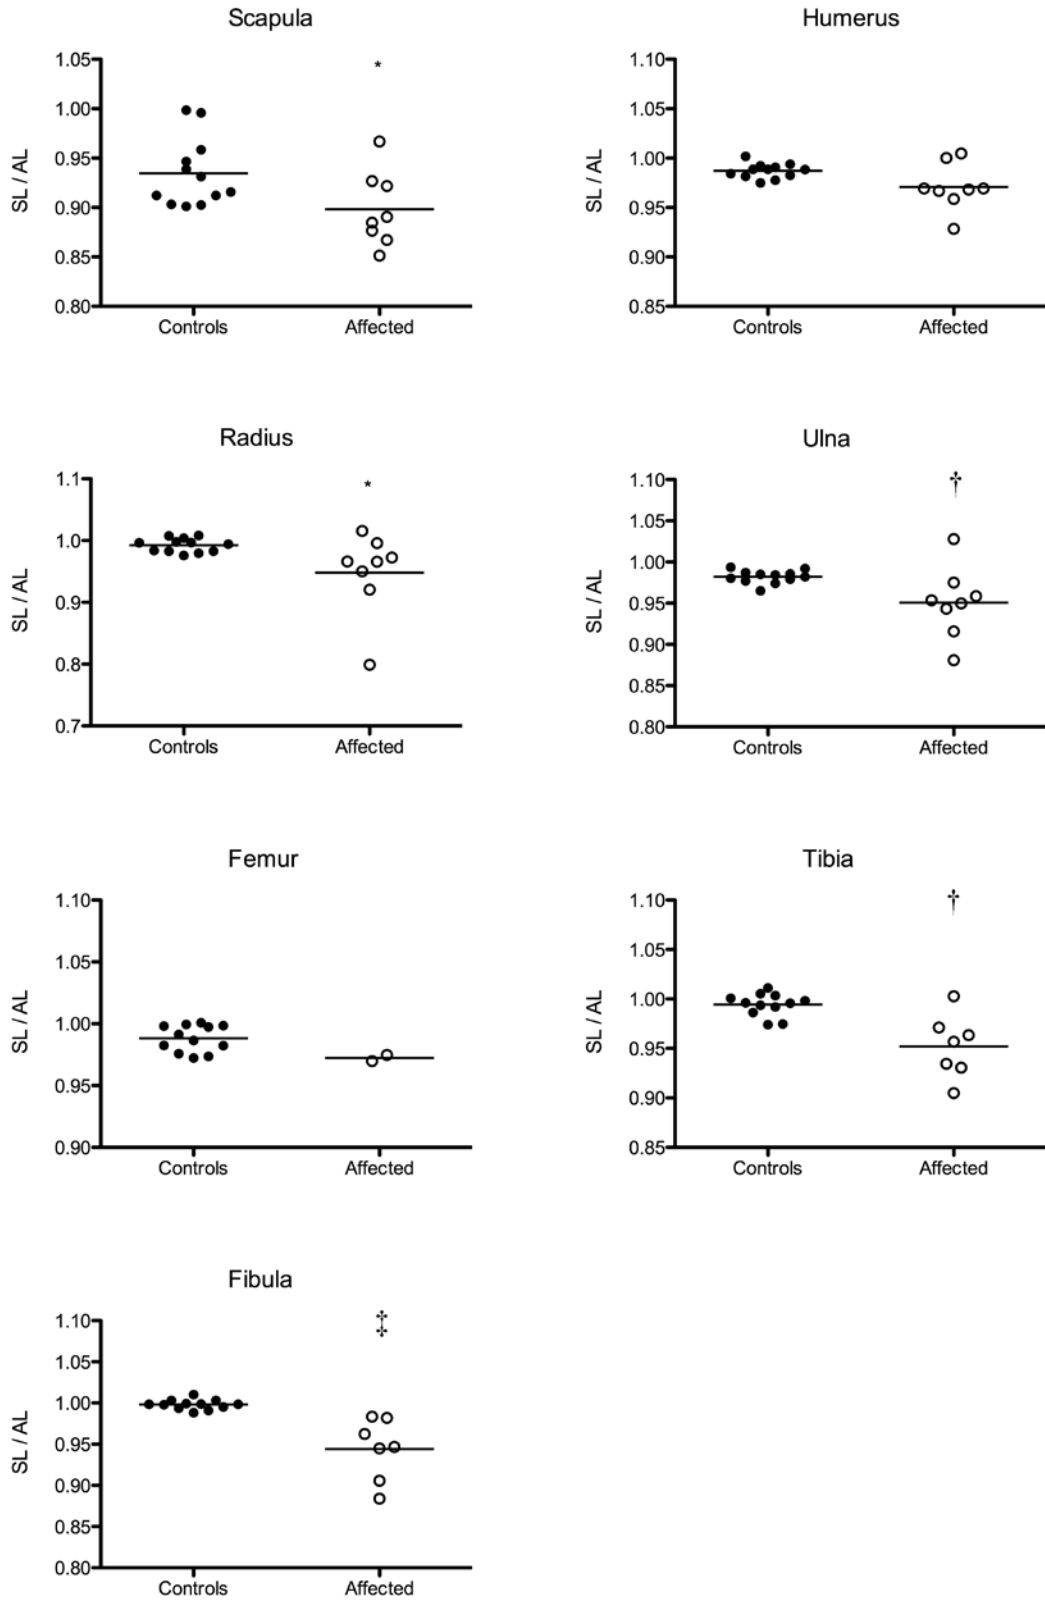 Scapula
SL / AL
1.05
1.00
0.95
0.90
0.85
0.80
*
Controls Affected
Humerus
SL / AL
1.10
1.05
1.00
0.95
0.90
0.85
Controls Affected
Radius
SL / AL
1.1
1.0
0.9
0.8
0.7
*
Controls Affected
Ulna
SL / AL
1.10
1.05
1.00
0.95
0.90
0.85
0.80
†
Controls Affected
Femur
SL / AL
1.10
1.05
1.00
0.95
0.90
Controls Affected
Tibia
SL / AL
1.10
1.05
1.00
0.95
0.90
0.85
†
Controls Affected
Fibula
SL / AL
1.10
1.05
1.00
0.95
0.90
0.85
0.80
‡
Controls Affected